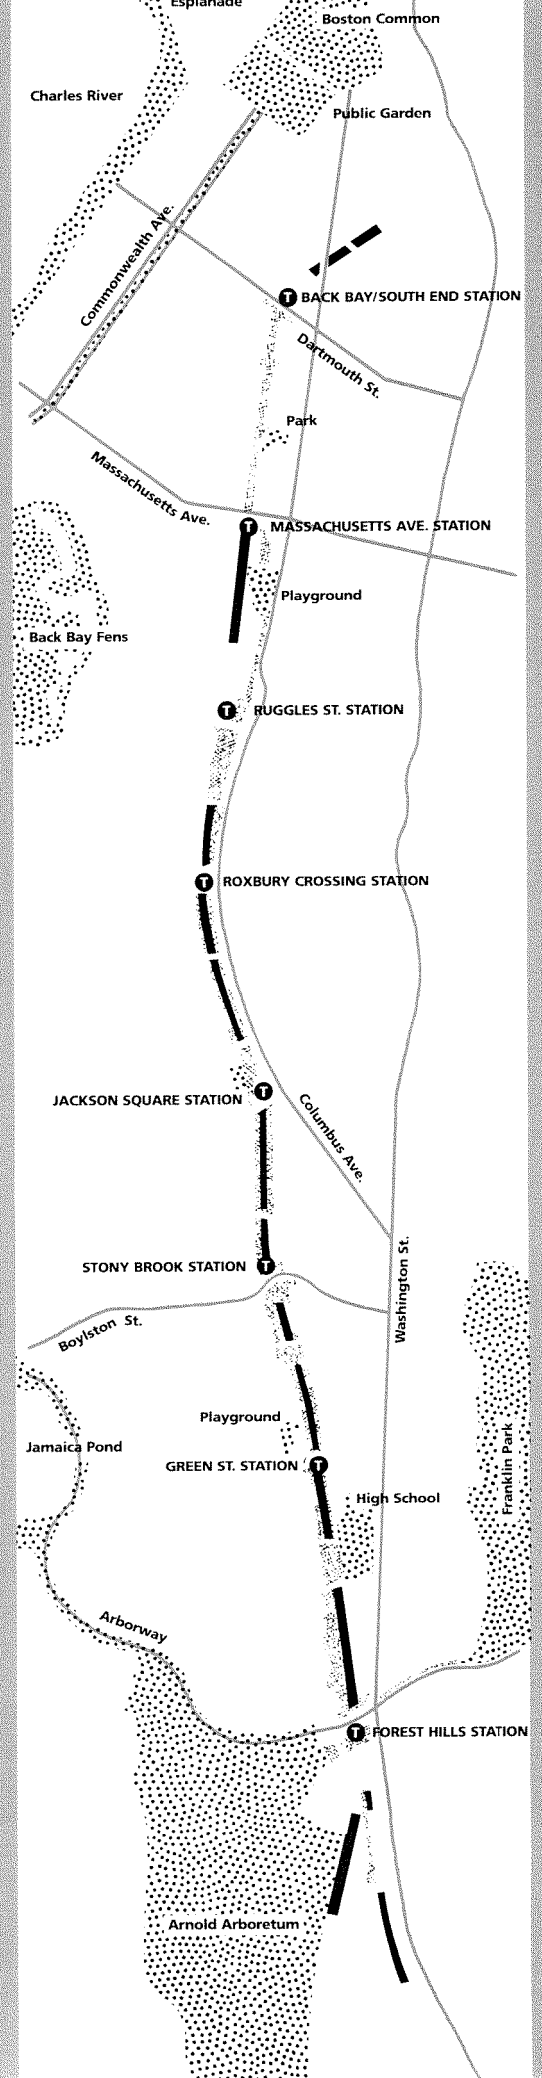 Esplanade
Boston Common
Charles River
Public Garden
Commonwealth Ave.
T BACK BAY/SOUTH END STATION
Dartmouth St.
Park
Massachusetts Ave.
T MASSACHUSETTS AVE. STATION
Playground
Back Bay Fens
T RUGGLES ST. STATION
T ROXBURY CROSSING STATION
JACKSON SQUARE STATION T
Columbus Ave.
Washington St.
STONY BROOK STATION T
Boylston St.
Playground
Jamaica Pond
Franklin Park
GREEN ST. STATION T
High School
Arborway
T FOREST HILLS STATION
Arnold Arboretum